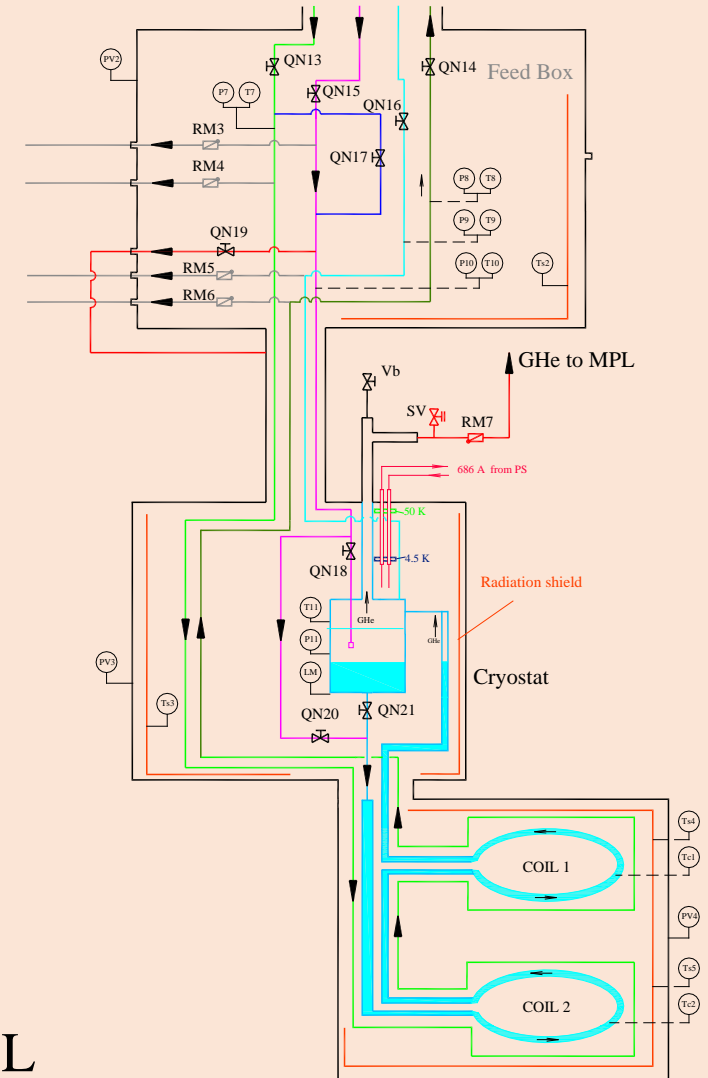 QN13
PV2
QN14
Feed Box
P7 T7
QN15
QN16
RM3
QN17
RM4
P8 T8
QN19
P9 T9
RM5
P10 T10
Ts2
RM6
GHe to MPL
Vb
SV
RM7
686 A from PS
50 K
4.5 K
QN18
Radiation shield
T11
GHe
P11
GHe
PV3
LM
Cryostat
Ts3
QN20
QN21
Ts4
COIL 1
Tc1
PV4
Ts5
COIL 2
Tc2
L